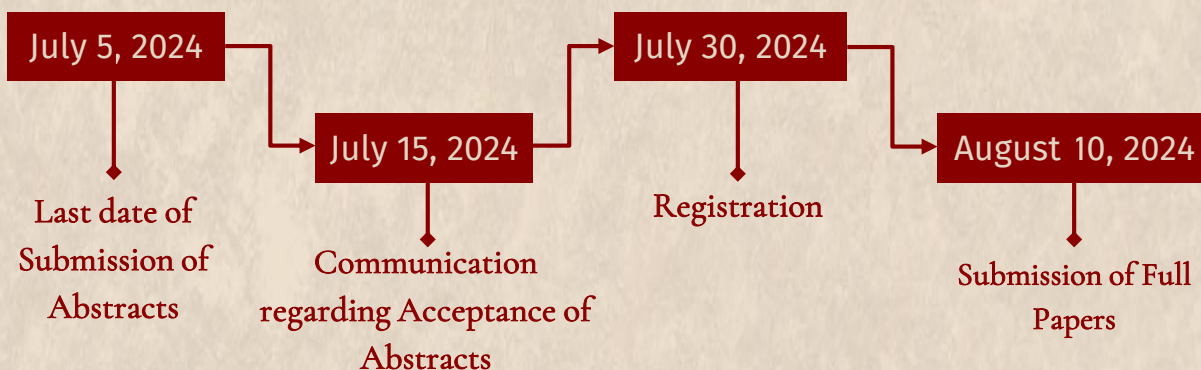 July 5, 2024
Last date of
Submission of
Abstracts
July 15, 2024
Communication
regarding Acceptance of
Abstracts
July 30, 2024
Registration
August 10, 2024
Submission of Full
Papers